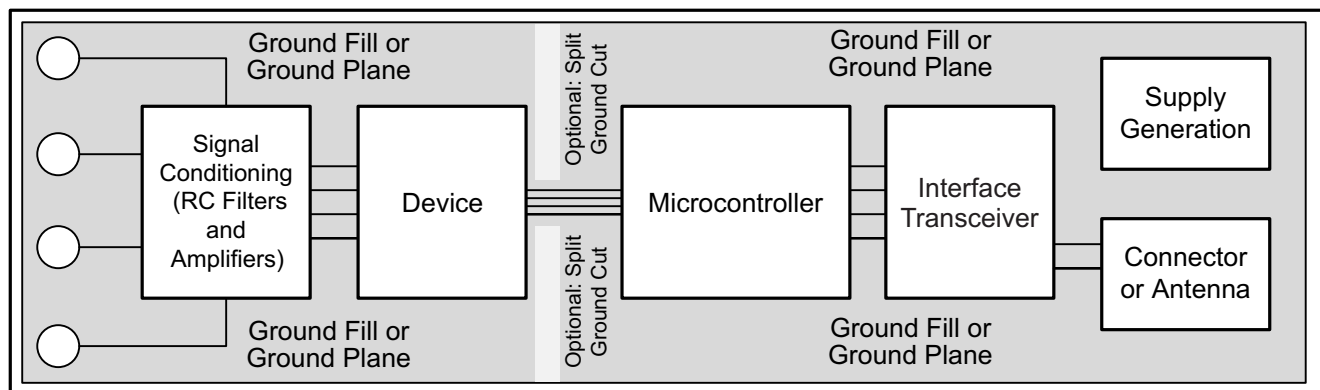 Ground Fill or
Ground Plane
Optional: Split
Ground Cut
Ground Fill or
Ground Plane
Supply
Generation
Signal
Conditioning
(RC Filters
and
Amplifiers)
Device
Microcontroller
Interface
Transceiver
Connector
or Antenna
Ground Fill or
Ground Plane
Optional: Split
Ground Cut
Ground Fill or
Ground Plane